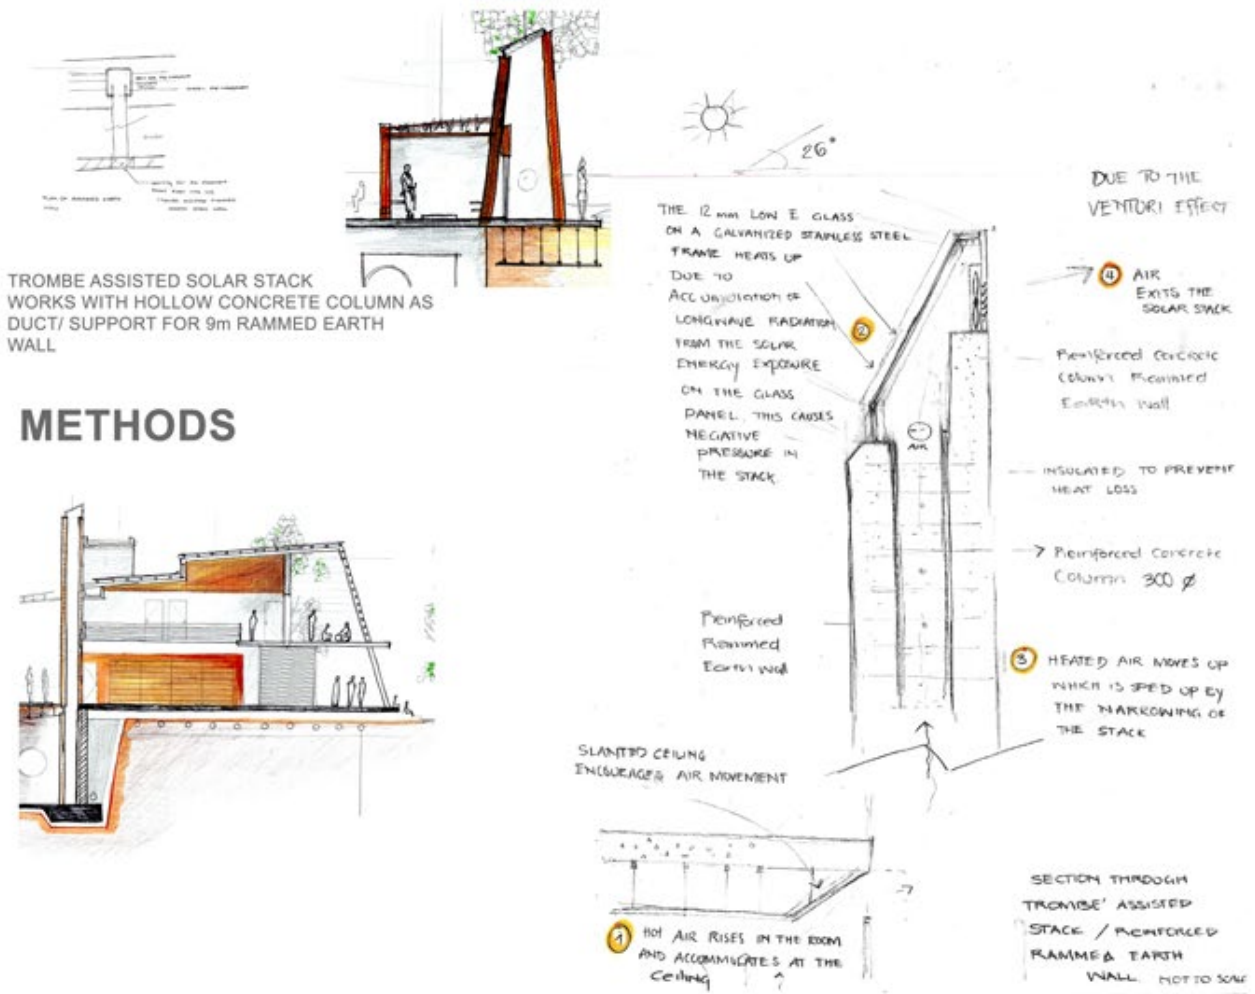 TROMBE ASSISTED SOLAR STACK
WORKS WITH HOLLOW CONCRETE COLUMN AS
DUCT/ SUPPORT FOR 9m RAMMED EARTH
WALL
METHODS
26°
THE 12 mm LOW E GLASS
ON A GALVANIZED STAINLESS STEEL
FRAME HEATS UP
DUE TO
ACCUMULATION OF
LONGWAVE RADIATION
FROM THE SOLAR
ENERGY EXPOSURE
ON THE GLASS
PANEL. THIS CAUSES
NEGATIVE
PRESSURE IN
THE STACK
2
AIR
DUE TO THE
VENTURI EFFECT
4 AIR
EXITS THE
SOLAR STACK
Reinforced Concrete
Column Rammed
Earth Wall
INSULATED TO PREVENT
HEAT LOSS
Reinforced Concrete
Column 300 Ø
Reinforced
Rammed
Earth Wall
3 HEATED AIR MOVES UP
WHICH IS SPED UP BY
THE NARROWING OF
THE STACK
SLANTED CEILING
ENCOURAGES AIR MOVEMENT
1 HOT AIR RISES IN THE ROOM
AND ACCOMMULATES AT THE
Ceiling
SECTION THROUGH
TROMBE' ASSISTED
STACK / REINFORCED
RAMMED EARTH
WALL. NOT TO SCALE